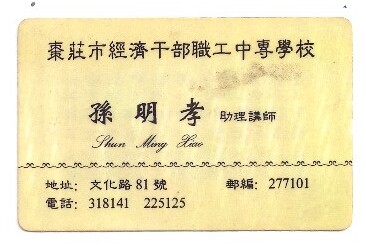 棗莊市經濟干部職工中専學校
孫明孝 助理講師
Shun Ming Xiao
地址: 文化路81號 郵編: 277101
電話: 318141 225125